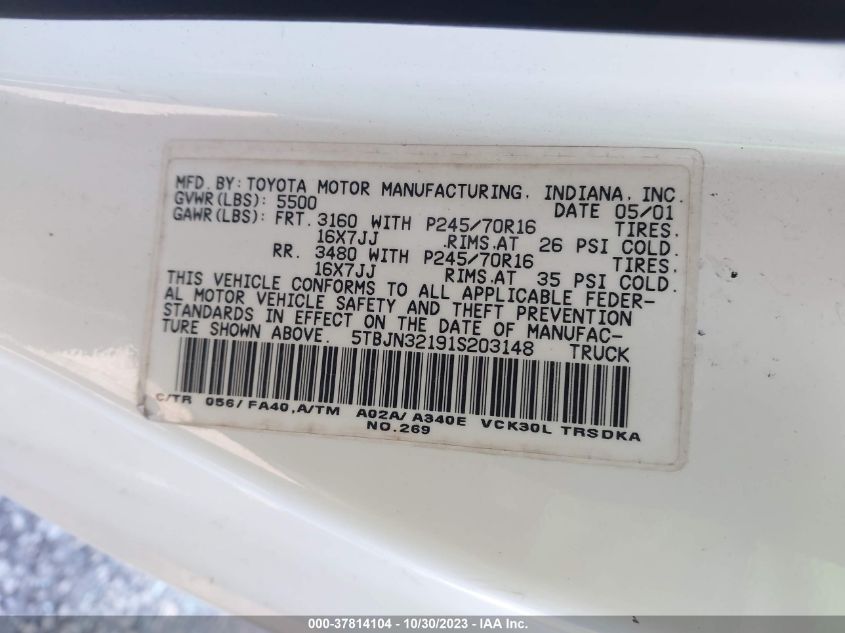 MFD. BY: TOYOTA MOTOR MANUFACTURING, INDIANA, INC.
GVWR(LBS): 5500 DATE 05/01
GAWR(LBS): FRT. 3160 WITH P245/70R16 TIRES,
16X7JJ .RIMS.AT 26 PSI COLD.
RR. 3480 WITH P245/70R16 TIRES,
16X7JJ RIMS.AT 35 PSI COLD.
THIS VEHICLE CONFORMS TO ALL APPLICABLE FEDER-
AL MOTOR VEHICLE SAFETY AND THEFT PREVENTION
STANDARDS IN EFFECT ON THE DATE OF MANUFAC-
TURE SHOWN ABOVE. 5TBJN32191S203148 TRUCK
C/TR 056/FA40,A/TM A02A/A340E VCK30L TRSDKA
NO.269
000-37814104 - 10/30/2023 - IAA Inc.